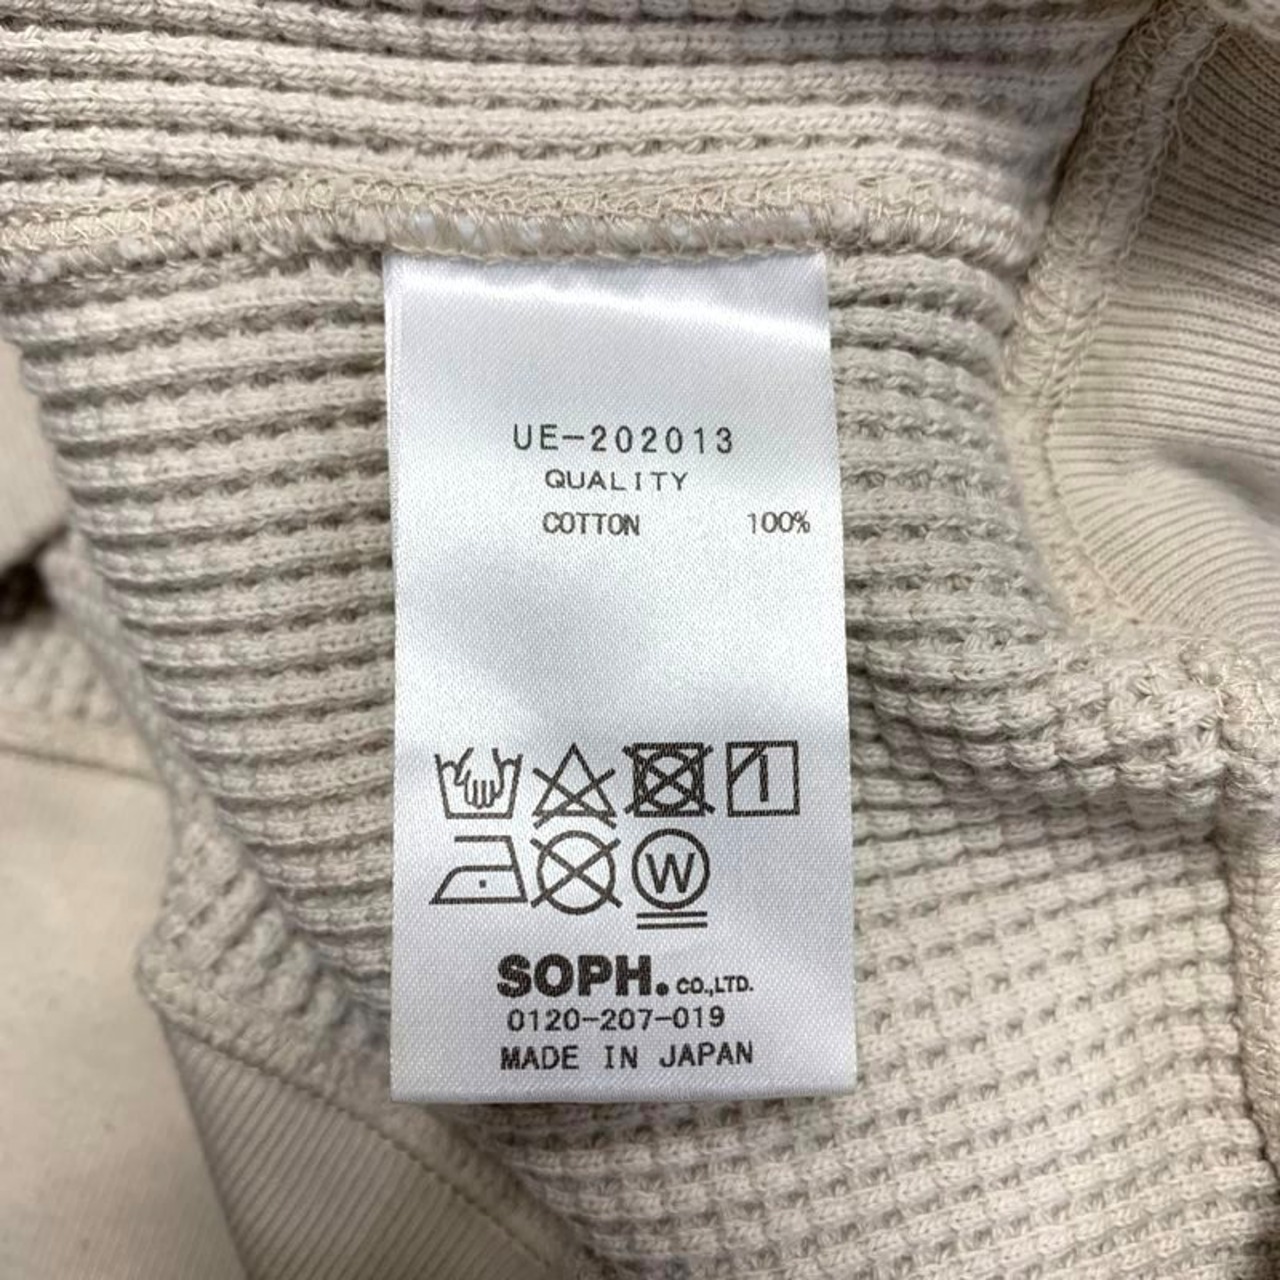 UE-202013
QUALITY
COTTON 100%
W
SOPH. CO.,LTD.
0120-207-019
MADE IN JAPAN